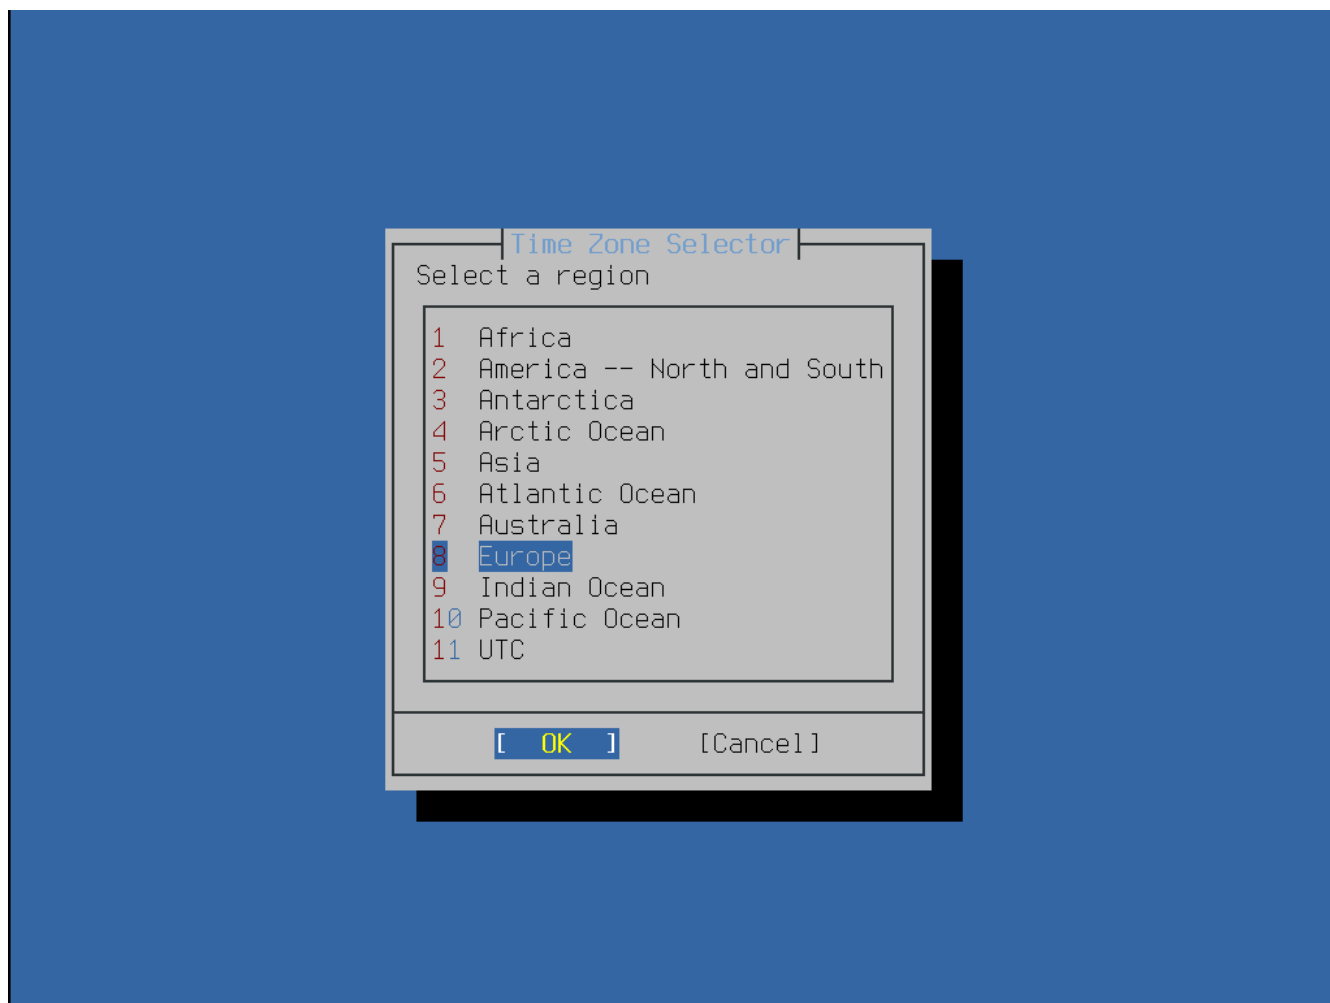 Time Zone Selector
Select a region
1 Africa
2 America -- North and South
3 Antarctica
4 Arctic Ocean
5 Asia
6 Atlantic Ocean
7 Australia
8 Europe
9 Indian Ocean
10 Pacific Ocean
11 UTC
[ OK ] [Cancel]